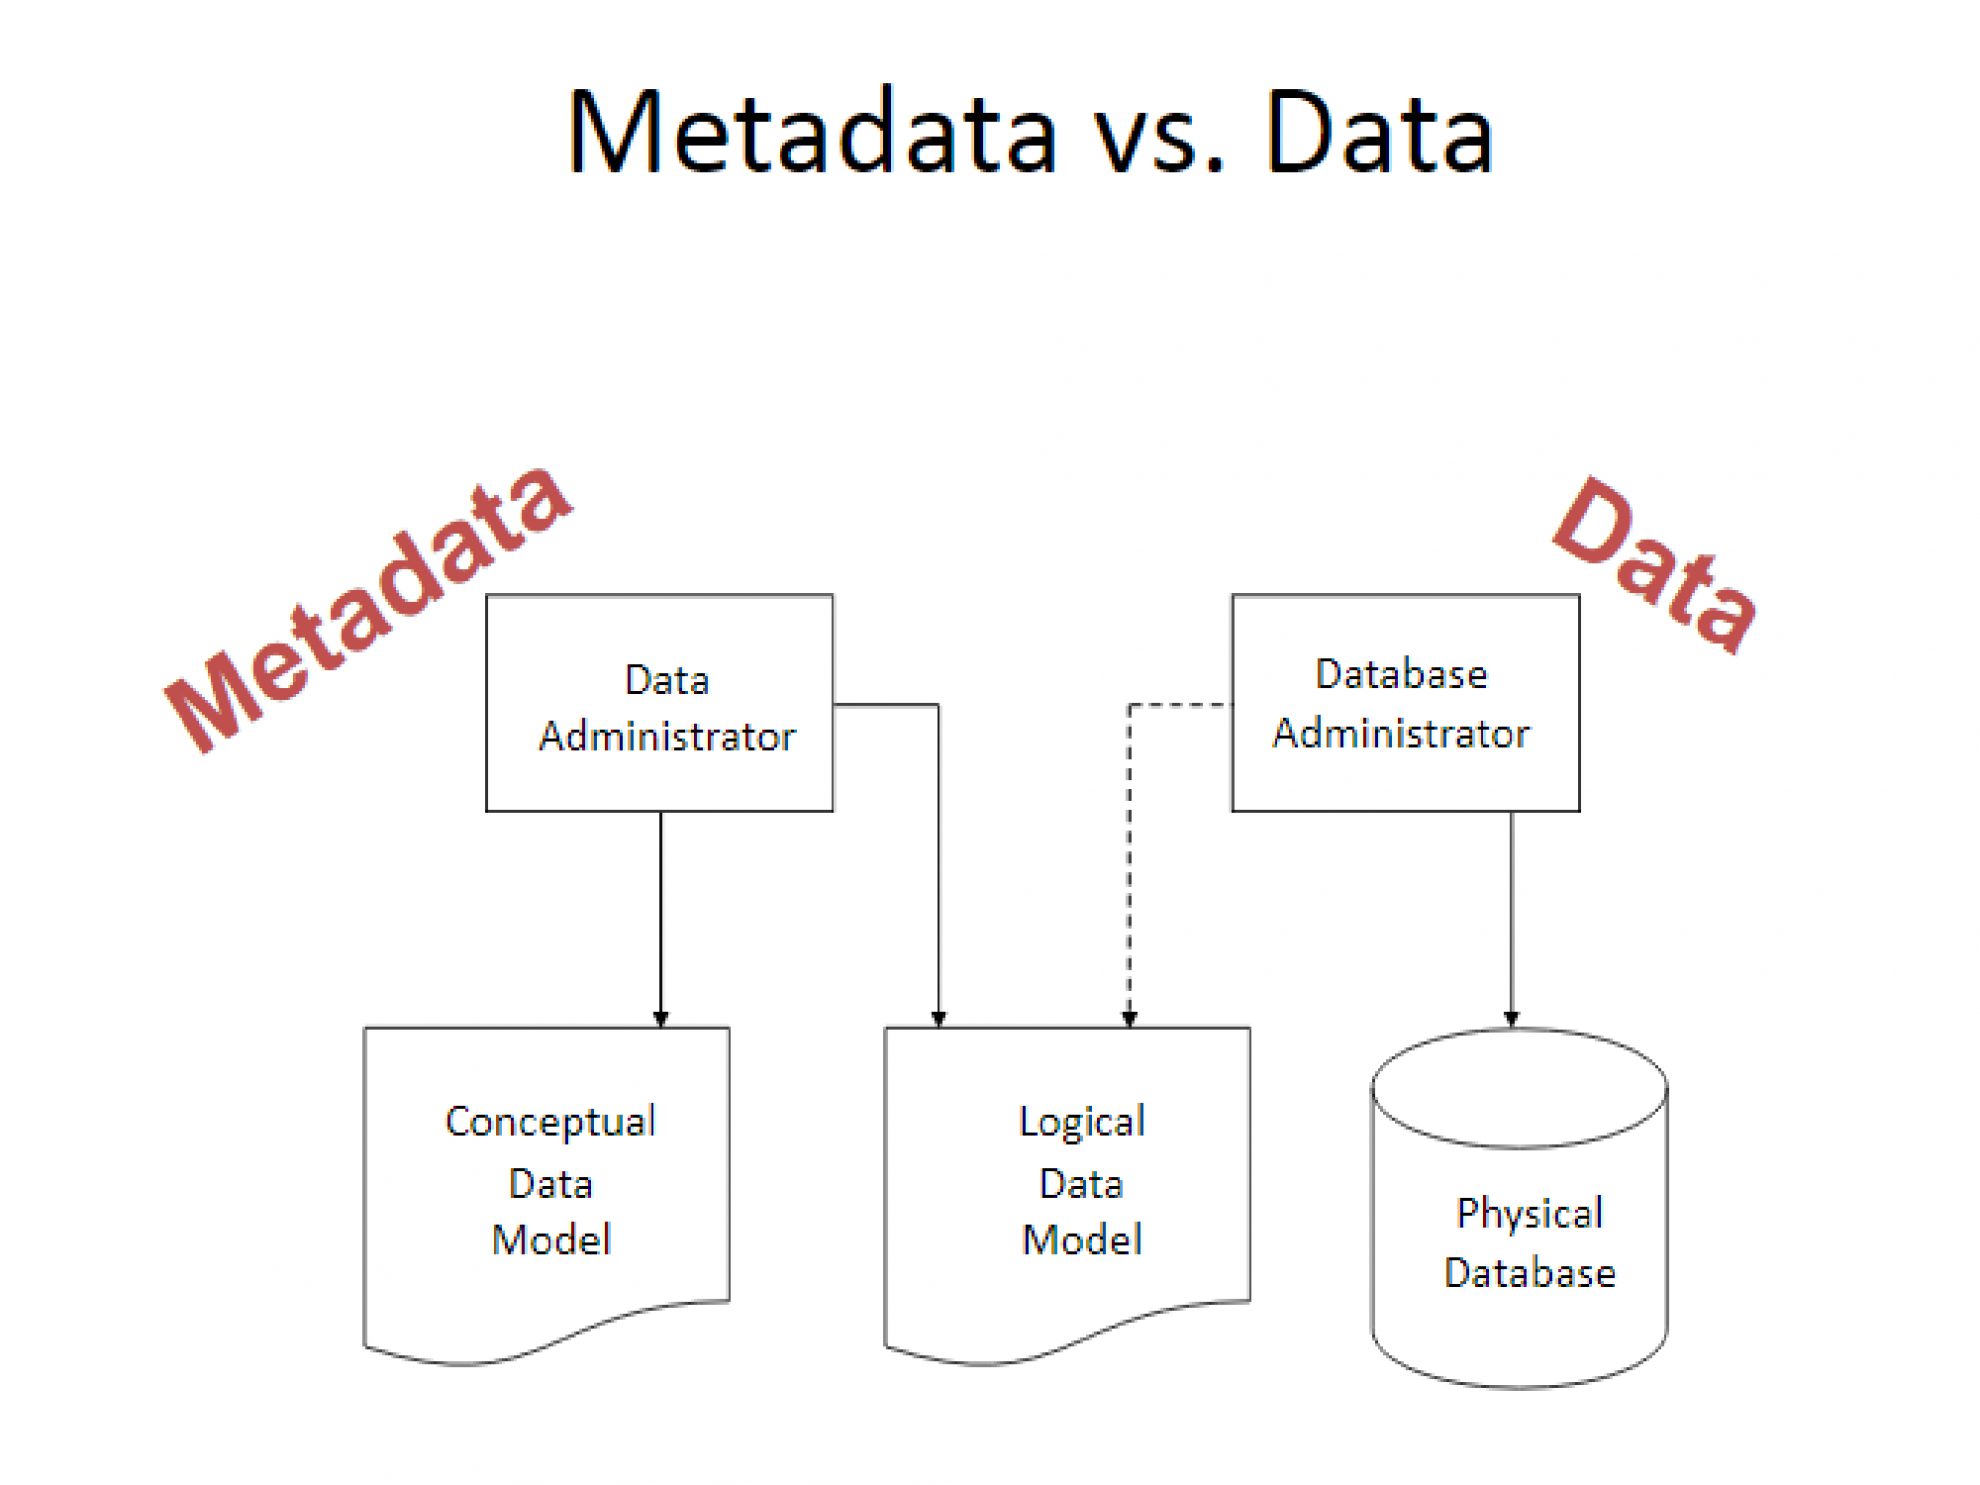 Metadata vs. Data
Metadata
Data
Data
Administrator
Database
Administrator
Conceptual
Data
Model
Logical
Data
Model
Physical
Database